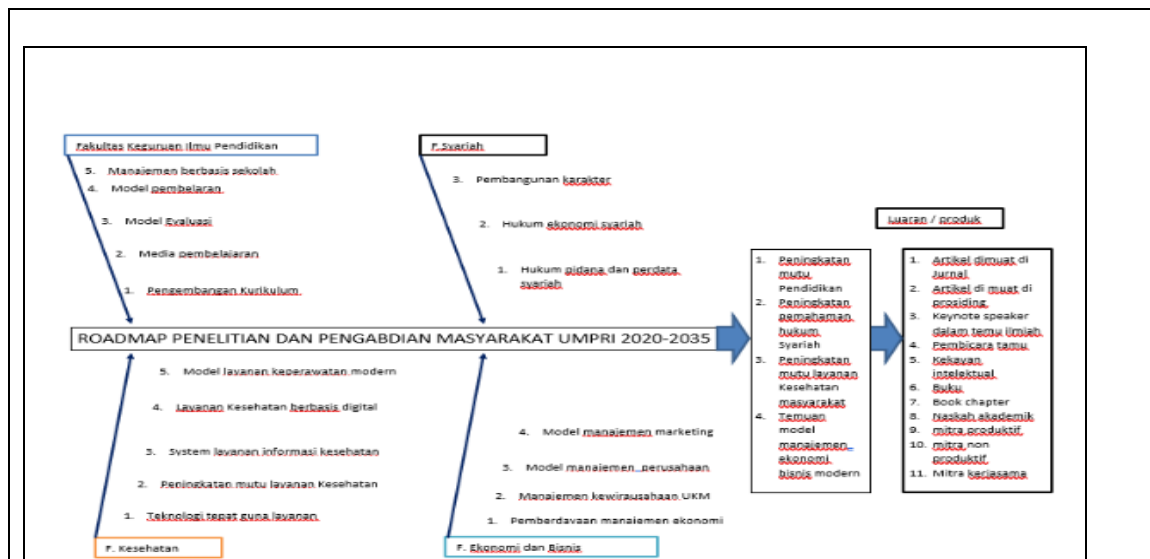 Fakultas Keguruan Ilmu Pendidikan
5. Manajemen berbasis sekolah
4. Model pembelaran
3. Model Evaluasi
2. Media pembelajaran
1. Pengembangan Kurikulum
F.Syariah
3. Pembangunan karakter
2. Hukum ekonomi syariah
1. Hukum pidana dan perdata
syariah
ROADMAP PENELITIAN DAN PENGABDIAN MASYARAKAT UMPRI 2020-2035
5. Model layanan keperawatan modern
4. Layanan Kesehatan berbasis digital
3. System layanan informasi kesehatan
2. Peningkatan mutu layanan Kesehatan
1. Teknologi tepat guna layanan
F. Kesehatan
4. Model manajemen marketing
3. Model manajemen perusahaan
2. Manajemen kewirausahaan UKM
1. Pemberdayaan manajemen ekonomi
F. Ekonomi dan Bisnis
1. Peningkatan
mutu
Pendidikan
2. Peningkatan
pemahaman
hukum
Syariah
3. Peningkatan
mutu layanan
Kesehatan
masyarakat
4. Temuan
model
manajemen
ekonomi
bisnis modern
Luaran / produk
1. Artikel dimuat di
Jurnal
2. Artikel di muat di
prosiding
3. Keynote speaker
dalam temu ilmiah
4. Pembicara tamu
5. Kekayan
intelektual
6. Buku
7. Book chapter
8. Naskah akademik
9. mitra produktif
10. mitra non
produktif
11. Mitra kerjasama